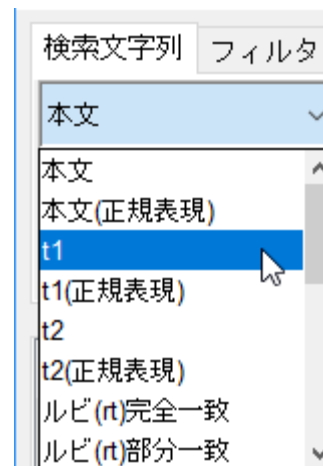 検索文字列 フィルタ
本文
本文
本文(正規表現)
t1
t1(正規表現)
t2
t2(正規表現)
ルビ(rt)完全一致
ルビ(rt)部分一致